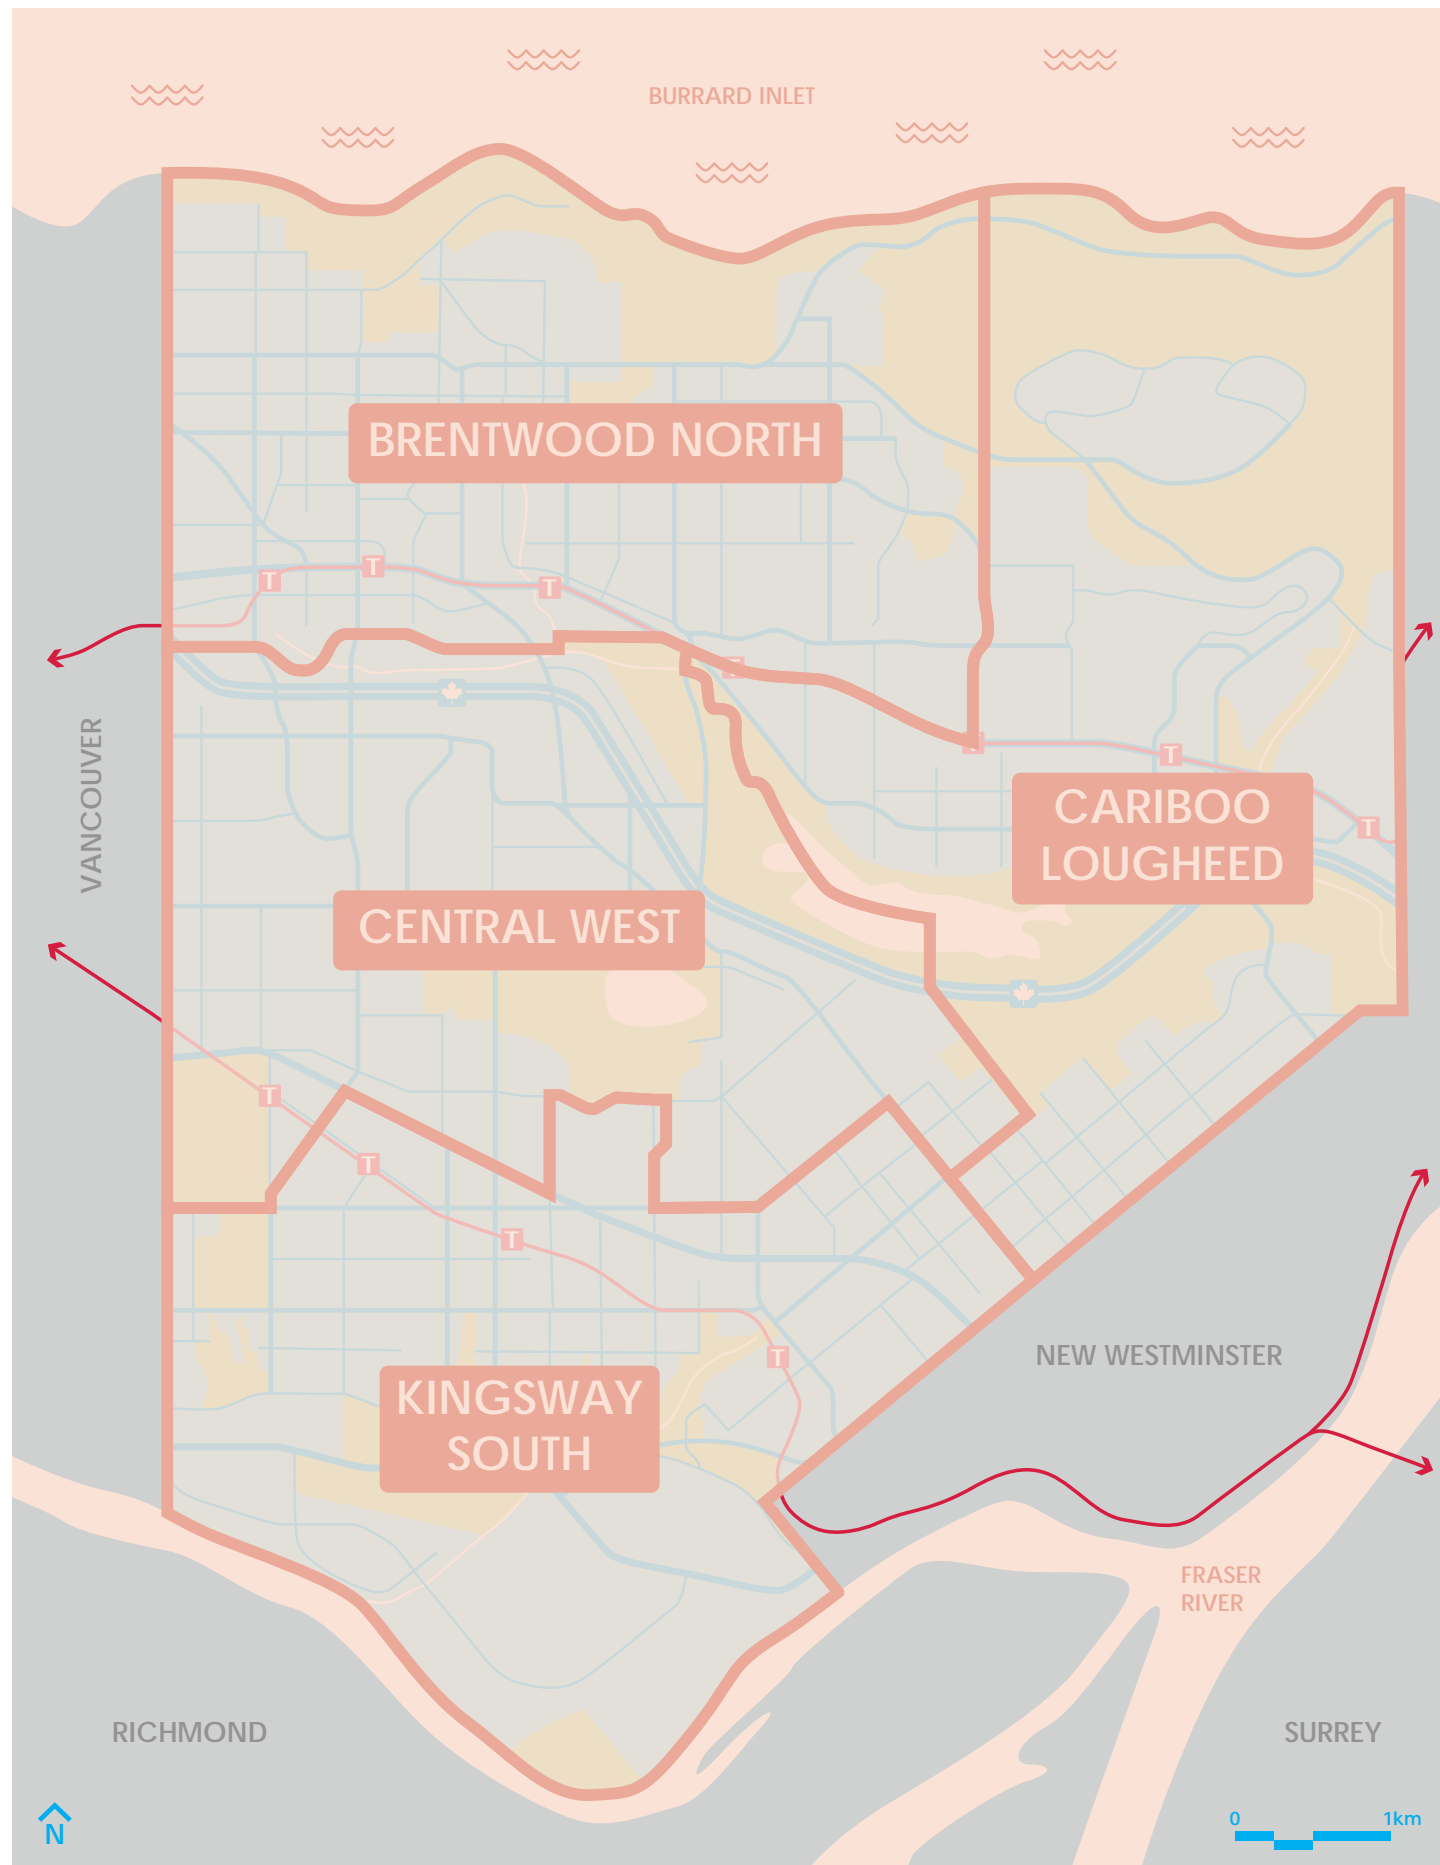 BURRARD INLET
BRENTWOOD NORTH
T
T
T
T
T
T
T
VANCOUVER
CARIBOO
LOUGHEED
CENTRAL WEST
T
T
T
T
NEW WESTMINSTER
KINGSWAY
SOUTH
FRASER
RIVER
RICHMOND
SURREY
N
0
1km